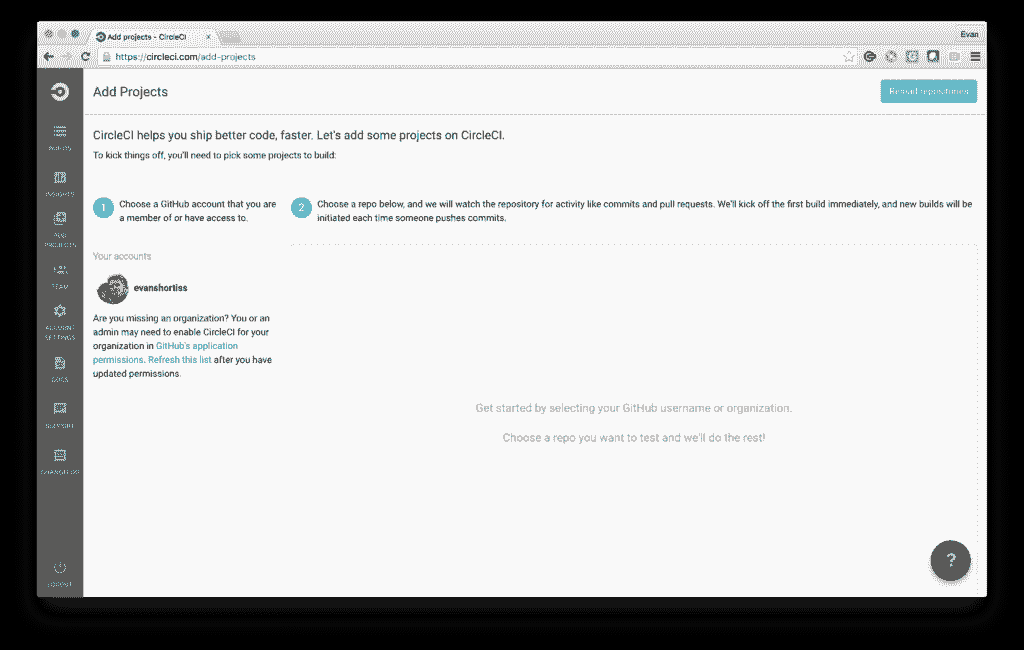 Add projects - CircleCI
Evan
https://circleci.com/add-projects
Add Projects
Reload repositories
CircleCI helps you ship better code, faster. Let's add some projects on CircleCI.
To kick things off, you'll need to pick some projects to build:
1
Choose a GitHub account that you are
a member of or have access to.
2
Choose a repo below, and we will watch the repository for activity like commits and pull requests. We'll kick off the first build immediately, and new builds will be
initiated each time someone pushes commits.
Your accounts
evanshortiss
Are you missing an organization? You or an
admin may need to enable CircleCI for your
organization in GitHub's application
permissions. Refresh this list after you have
updated permissions.
Get started by selecting your GitHub username or organization.
Choose a repo you want to test and we'll do the rest!
BUILDS
INSIGHTS
ADD
PROJECTS
TEAM
ACCOUNT
SETTINGS
DOCS
SUPPORT
CHANGELOG
LOGOUT
?